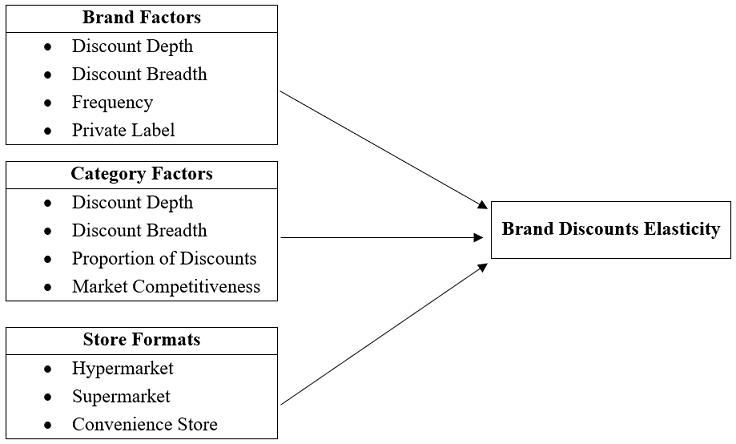 Brand Factors
• Discount Depth
• Discount Breadth
• Frequency
• Private Label
Category Factors
• Discount Depth
• Discount Breadth
• Proportion of Discounts
• Market Competitiveness
Brand Discounts Elasticity
Store Formats
• Hypermarket
• Supermarket
• Convenience Store